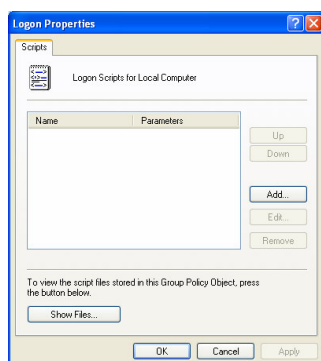 Logon Properties
Scripts
Logon Scripts for Local Computer
Name Parameters
Up
Down
Add...
Edit...
Remove
To view the script files stored in this Group Policy Object, press
the button below.
Show Files...
OK Cancel Apply